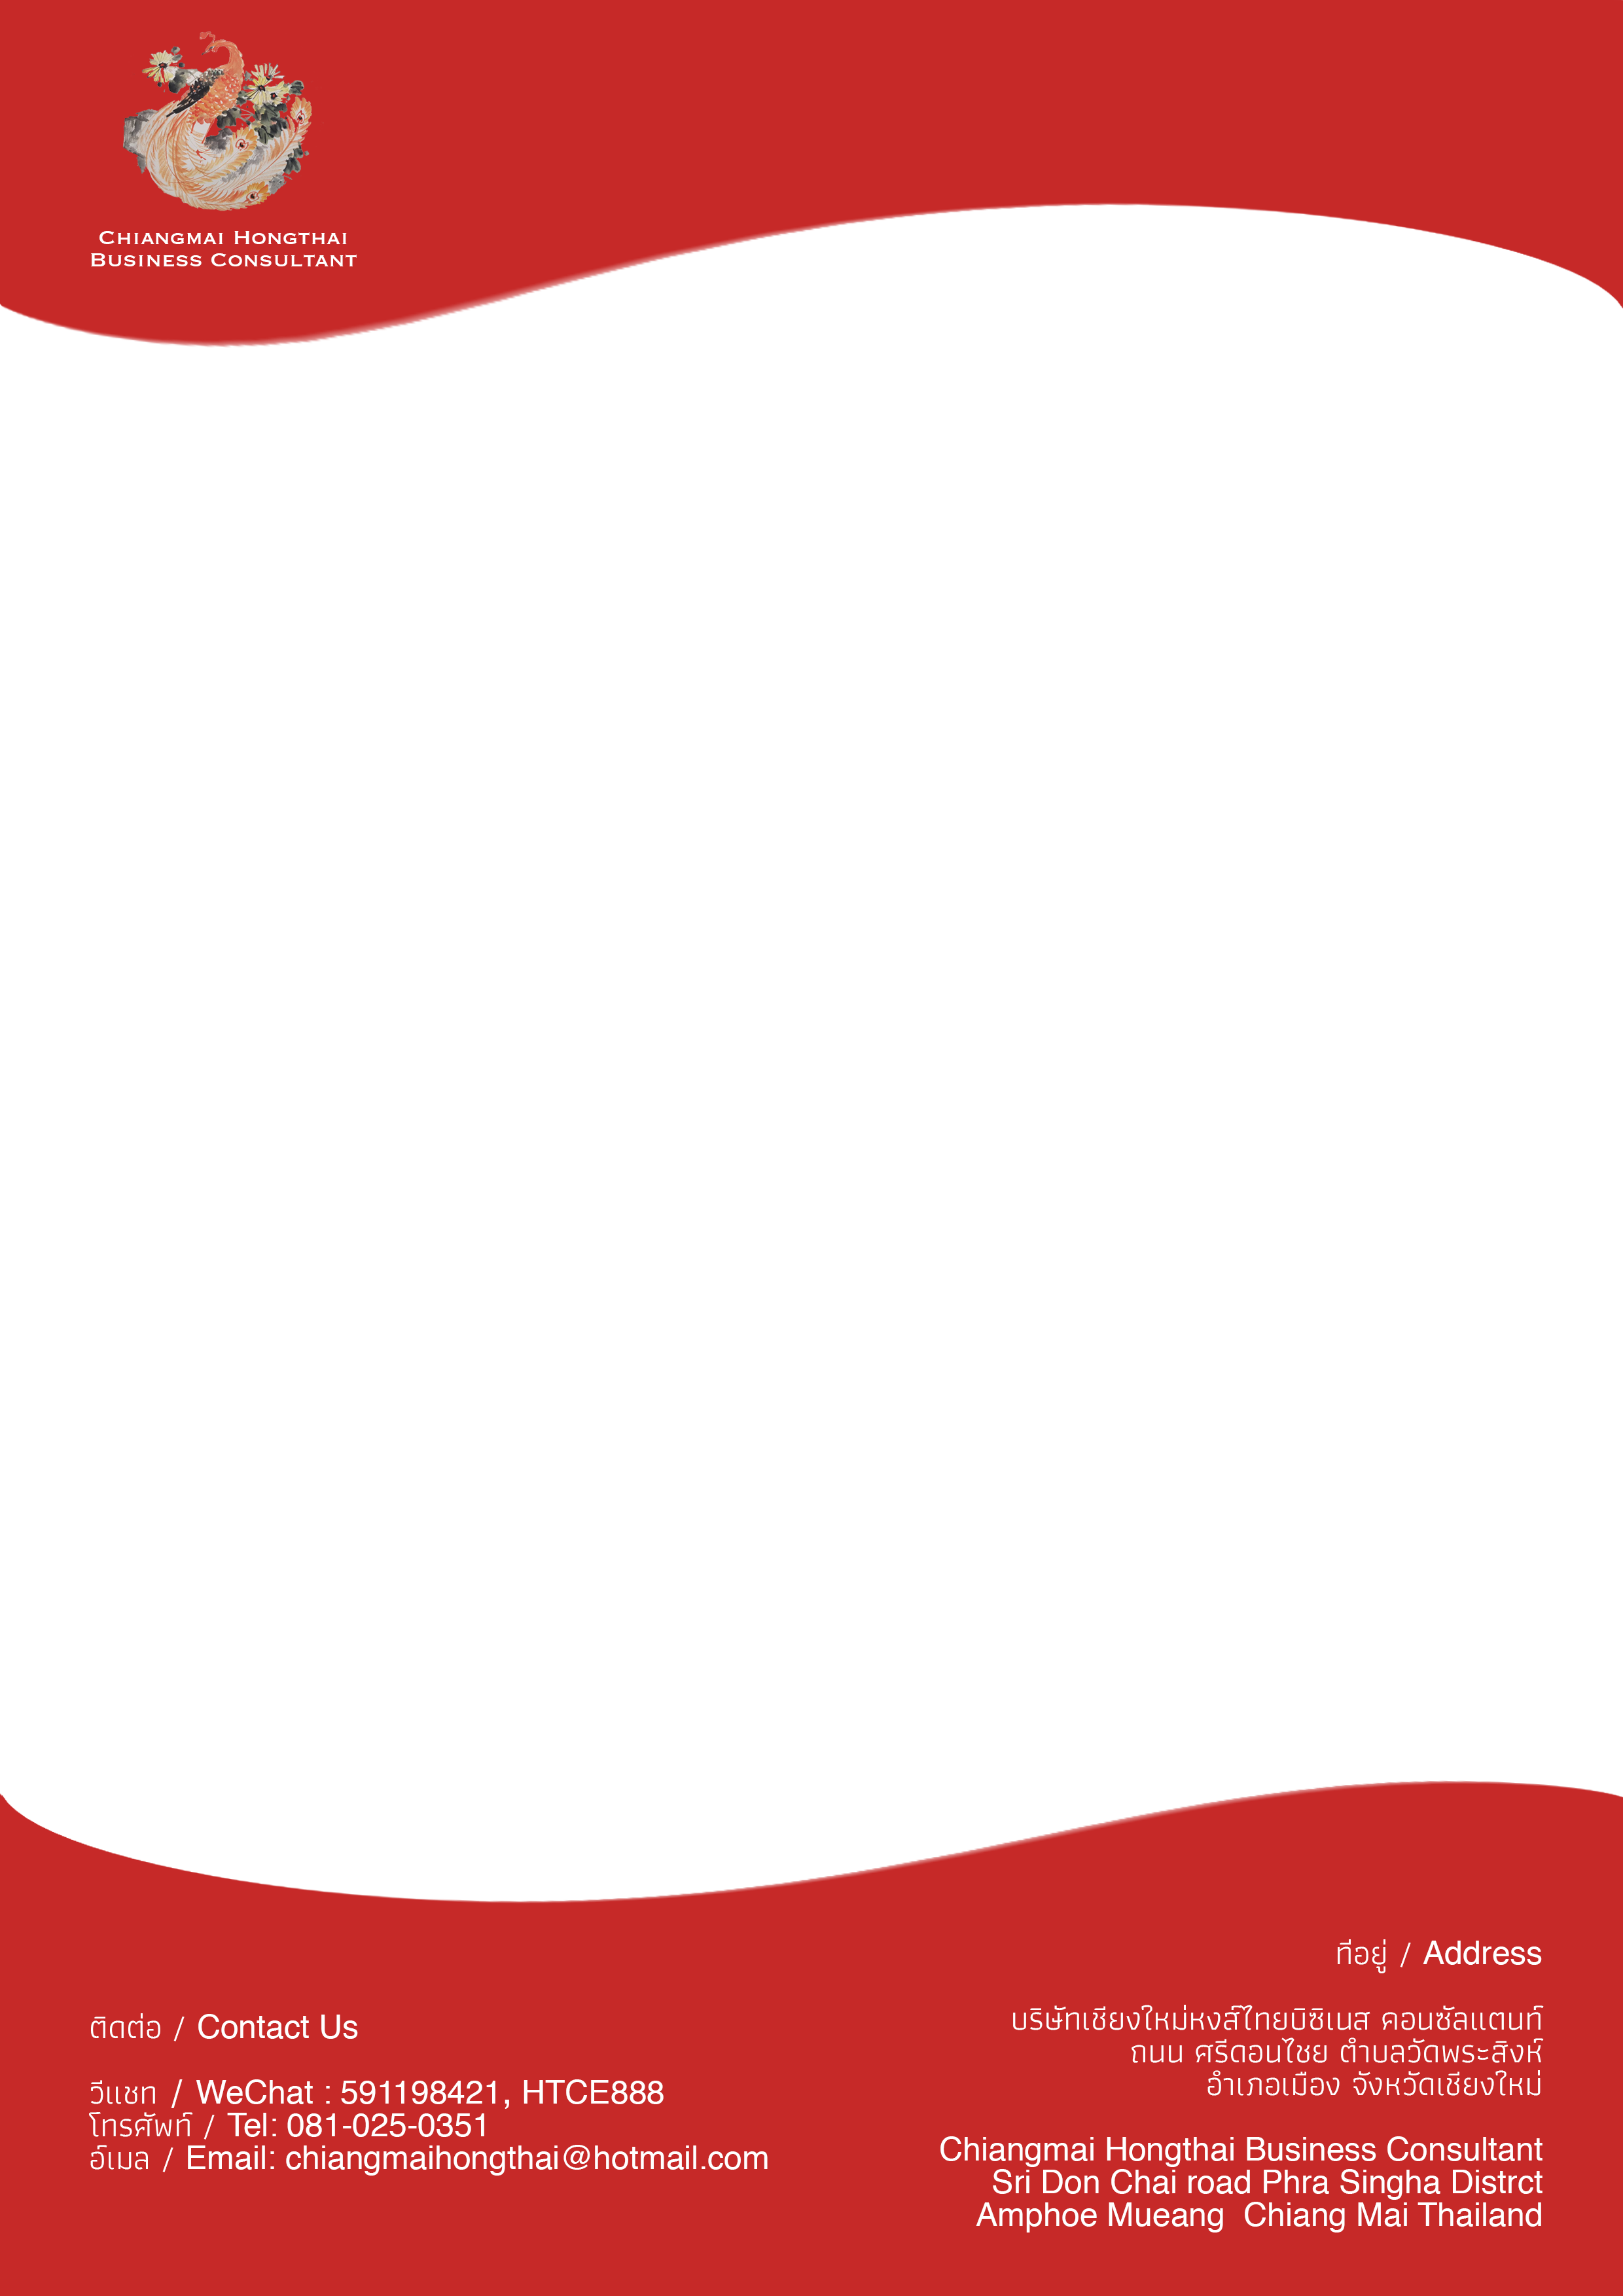 CHIANGMAI HONGTHAI
BUSINESS CONSULTANT
ติดต่อ / Contact Us
วีแชท / WeChat : 591198421, HTCE888
โทรศัพท์ / Tel: 081-025-0351
อ์เมล / Email: chiangmaihongthai@hotmail.com
ที่อยู่ / Address
บริษัทเชียงใหม่หงส์ไทยบิซิเนส คอนซัลแตนท์
ถนน ศรีดอนไชย ตำบลวัดพระสิงห์
อำเภอเมือง จังหวัดเชียงใหม่
Chiangmai Hongthai Business Consultant
Sri Don Chai road Phra Singha Distrct
Amphoe Mueang  Chiang Mai Thailand